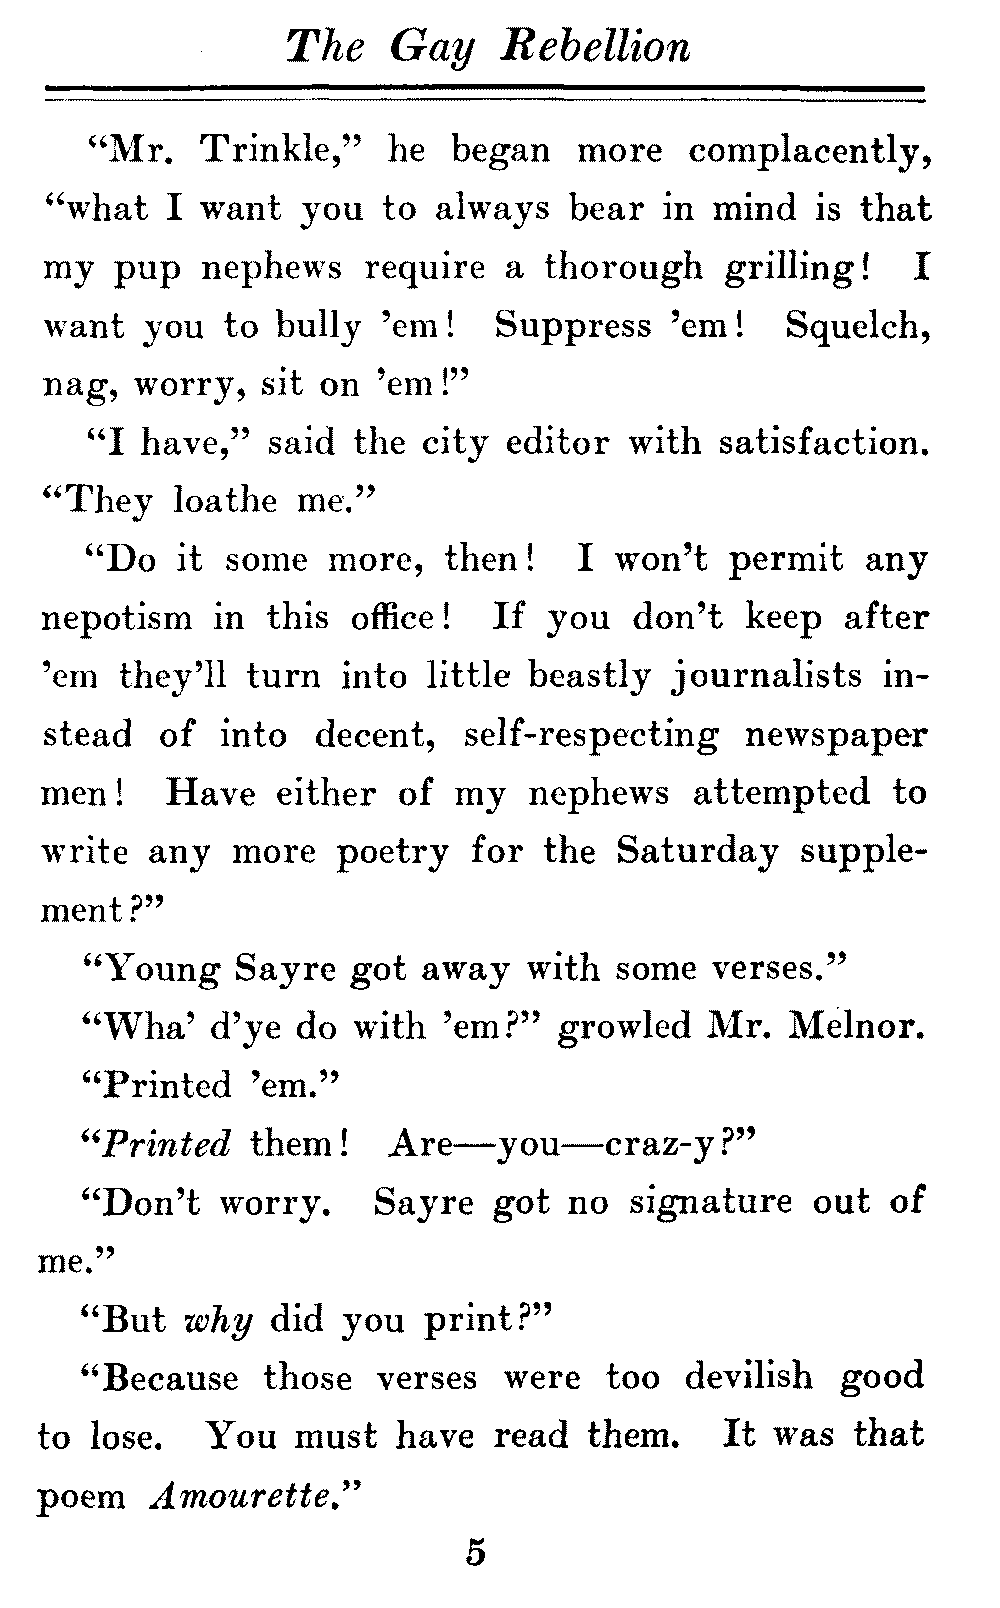 The Gay Rebellion
“Mr. Trinkle,” he began more complacently,
“what I want you to always bear in mind is that
my pup nephews require a thorough grilling! I
want you to bully ’em! Suppress ’em! Squelch,
nag, worry, sit on ’em!”
“I have,” said the city editor with satisfaction.
“They loathe me.”
“Do it some more, then! I won’t permit any
nepotism in this office! If you don’t keep after
’em they’ll turn into little beastly journalists in-
stead of into decent, self-respecting newspaper
men! Have either of my nephews attempted to
write any more poetry for the Saturday supple-
ment?”
“Young Sayre got away with some verses.”
“Wha’ d’ye do with ’em?” growled Mr. Melnor.
“Printed ’em.”
“Printed them! Are—you—craz-y?”
“Don’t worry. Sayre got no signature out of
me.”
“But why did you print?”
“Because those verses were too devilish good
to lose. You must have read them. It was that
poem Amourette.”
5